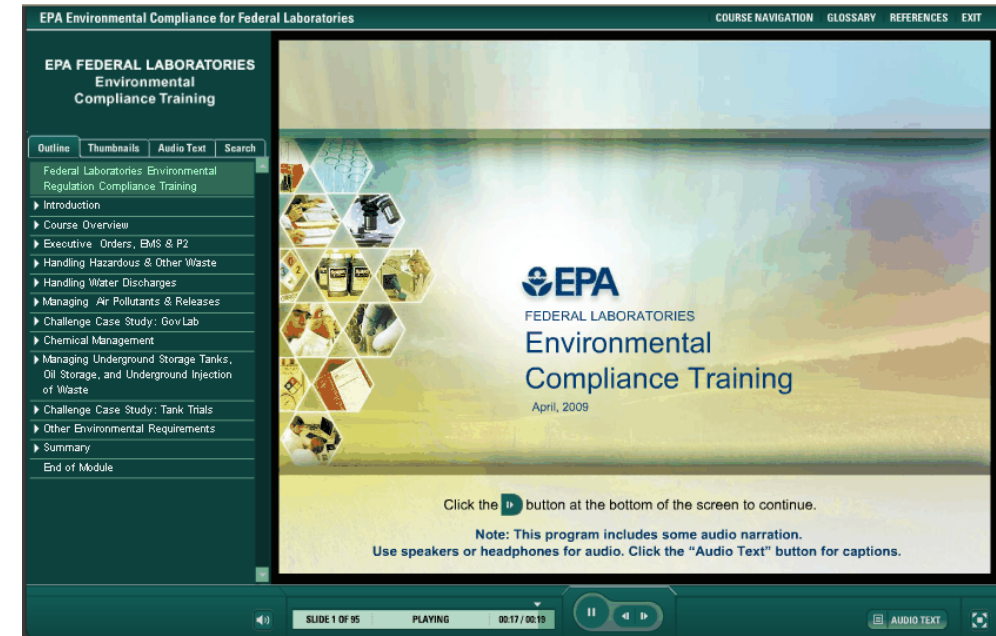 EPA Environmental Compliance for Federal Laboratories
COURSE NAVIGATION GLOSSARY REFERENCES EXIT
EPA FEDERAL LABORATORIES
Environmental
Compliance Training
Outline Thumbnails Audio Text Search
Federal Laboratories Environmental
Regulation Compliance Training
Introduction
Course Overview
Executive Orders, EMS & P2
Handling Hazardous & Other Waste
Handling Water Discharges
Managing Air Pollutants & Releases
Challenge Case Study: GovLab
Chemical Management
Managing Underground Storage Tanks,
Oil Storage, and Underground Injection
of Waste
Challenge Case Study: Tank Trials
Other Environmental Requirements
Summary
End of Module
EPA
FEDERAL LABORATORIES
Environmental
Compliance Training
April, 2009
Click the button at the bottom of the screen to continue.
Note: This program includes some audio narration.
Use speakers or headphones for audio. Click the “Audio Text” button for captions.
SLIDE 1 OF 95 PLAYING 00:17 / 00:19
AUDIO TEXT